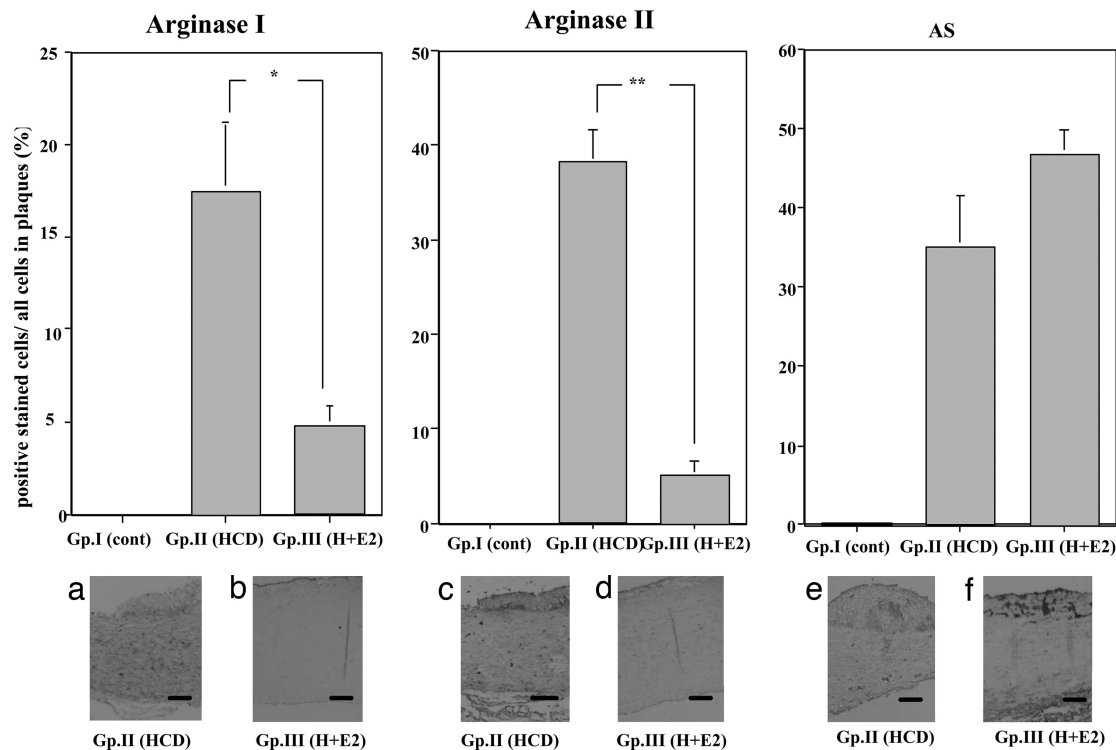 Arginase I
Arginase II
AS
positive stained cells/ all cells in plaques (%)
25
20
15
10
5
0
*
Gp.I (cont) Gp.II (HCD) Gp.III (H+E2)
50
40
30
20
10
0
**
Gp.I (cont) Gp.II (HCD) Gp.III (H+E2)
60
50
40
30
20
10
0
Gp.I (cont) Gp.II (HCD) Gp.III (H+E2)
a
b
c
d
e
f
Gp.II (HCD)
Gp.III (H+E2)
Gp.II (HCD)
Gp.III (H+E2)
Gp.II (HCD)
Gp.III (H+E2)